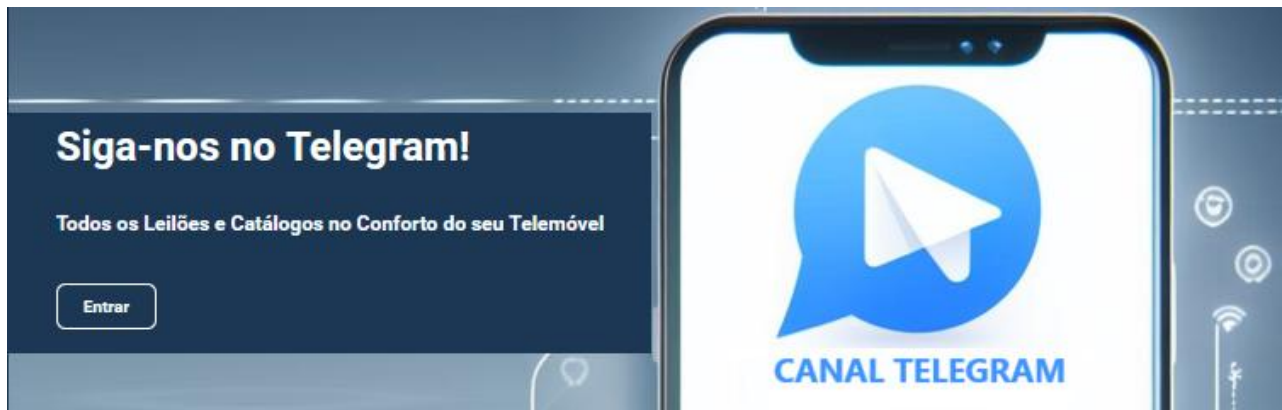 Siga-nos no Telegram!
Todos os Leilões e Catálogos no Conforto do seu Telemóvel
Entrar
CANAL TELEGRAM